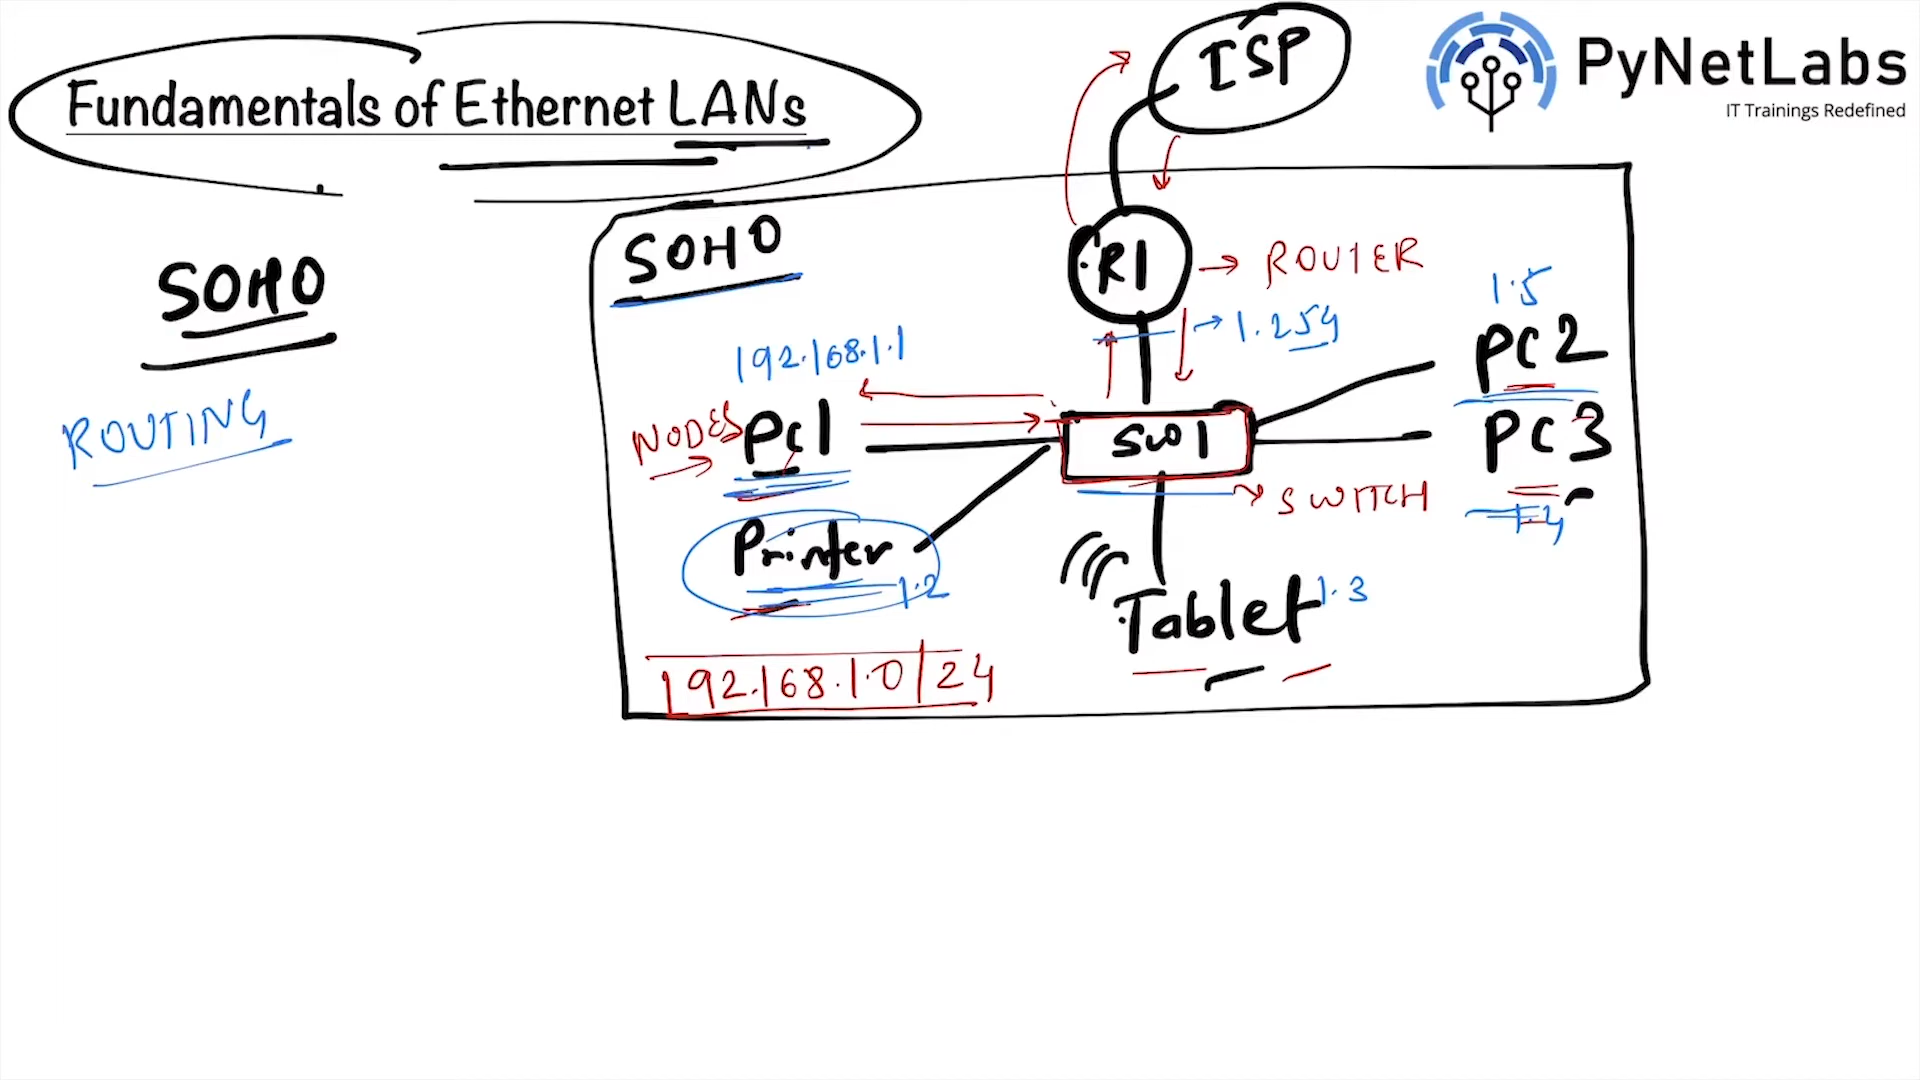 Fundamentals of Ethernet LANs
ISP
PyNetLabs
IT Trainings Redefined
SOHO
ROUTING
SOHO
R1
ROUTER
1.254
192.168.1.1
NODES
PC1
SW1
SWITCH
1.5
PC2
PC3
1.4
Printer
1.2
Tablet
1.3
192.168.1.0/24